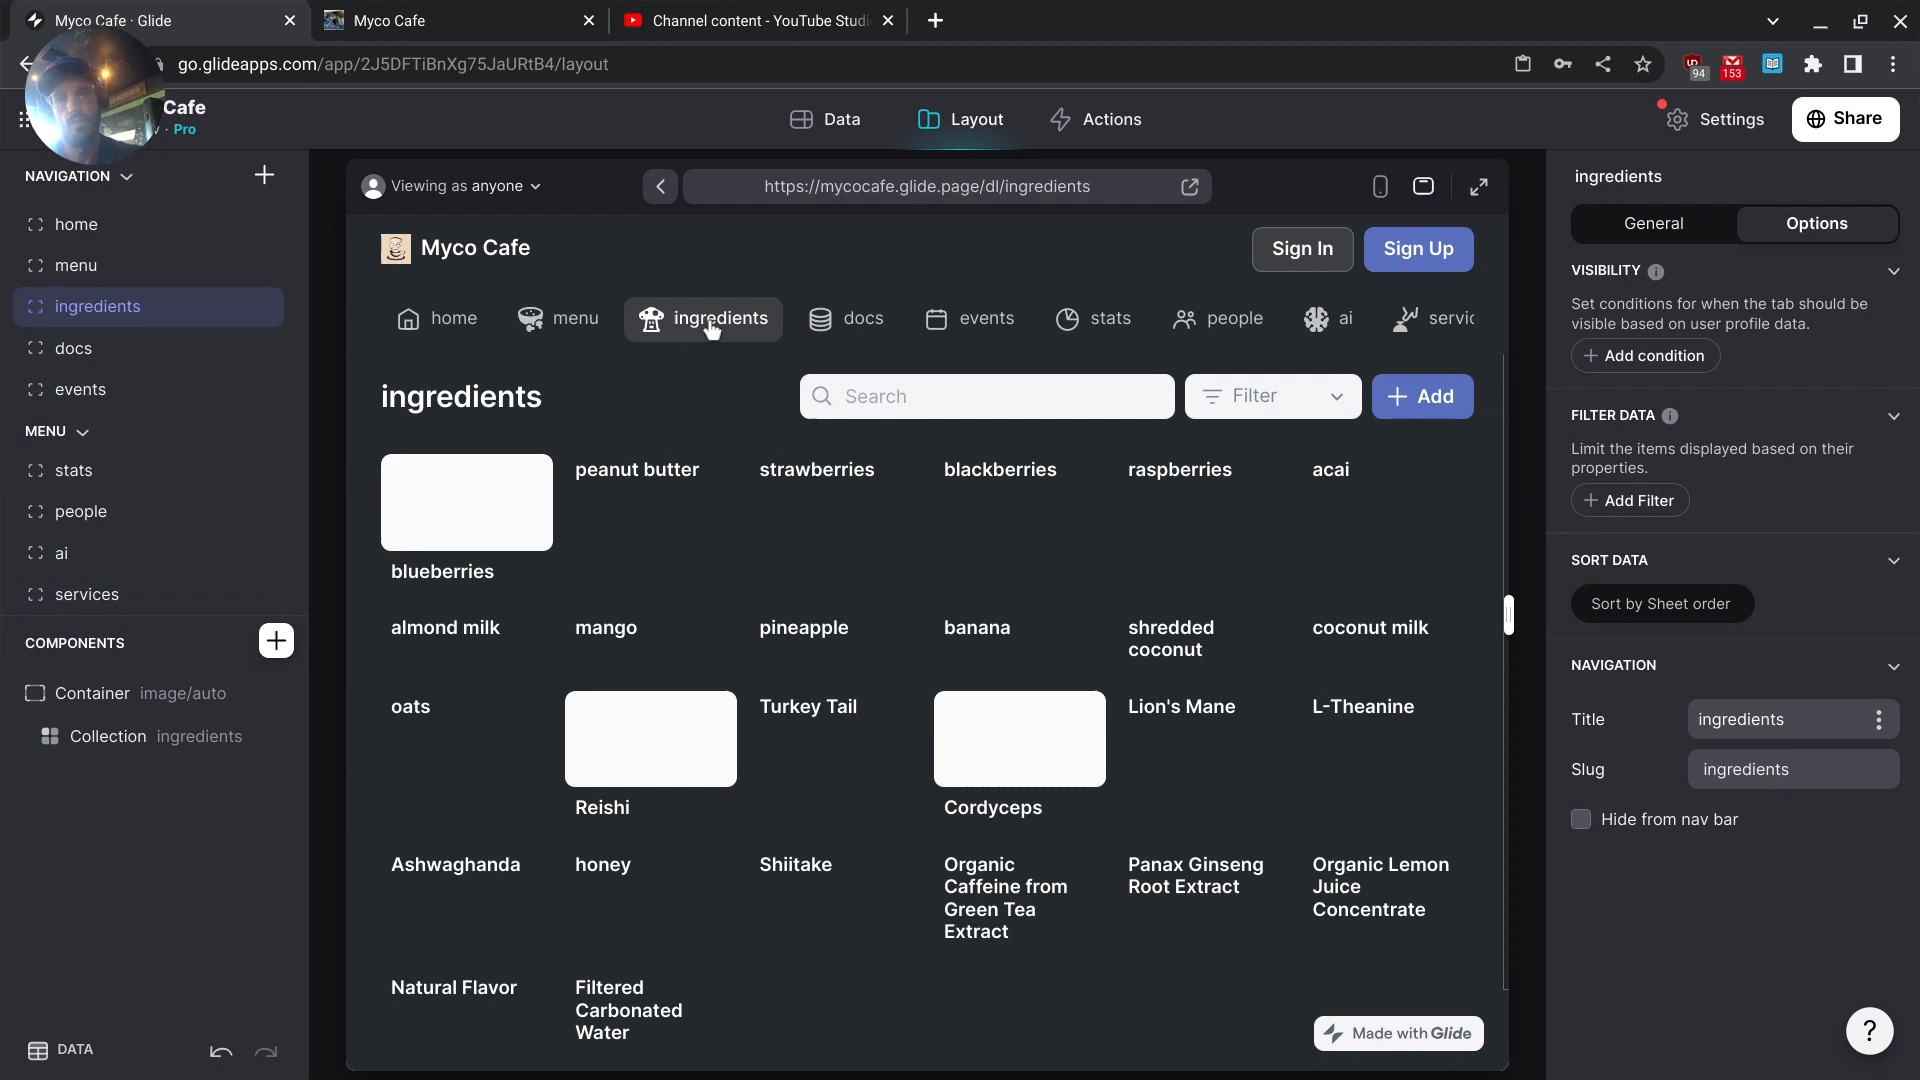 Myco Cafe · Glide
Myco Cafe
Channel content - YouTube Studi
go.glideapps.com/app/2J5DFTiBnXg75JaURtB4/layout
94
153
Cafe
· Pro
Data
Layout
Actions
Settings
Share
NAVIGATION
home
menu
ingredients
docs
events
MENU
stats
people
ai
services
COMPONENTS
Container image/auto
Collection ingredients
DATA
Viewing as anyone
https://mycocafe.glide.page/dl/ingredients
Myco Cafe
Sign In
Sign Up
home
menu
ingredients
docs
events
stats
people
ai
servic
ingredients
Search
Filter
Add
blueberries
peanut butter
strawberries
blackberries
raspberries
acai
almond milk
mango
pineapple
banana
shredded
coconut
coconut milk
oats
Reishi
Turkey Tail
Cordyceps
Lion's Mane
L-Theanine
Ashwaghanda
honey
Shiitake
Organic
Caffeine from
Green Tea
Extract
Panax Ginseng
Root Extract
Organic Lemon
Juice
Concentrate
Natural Flavor
Filtered
Carbonated
Water
Made with Glide
ingredients
General
Options
VISIBILITY
Set conditions for when the tab should be
visible based on user profile data.
Add condition
FILTER DATA
Limit the items displayed based on their
properties.
Add Filter
SORT DATA
Sort by Sheet order
NAVIGATION
Title
ingredients
Slug
ingredients
Hide from nav bar
?